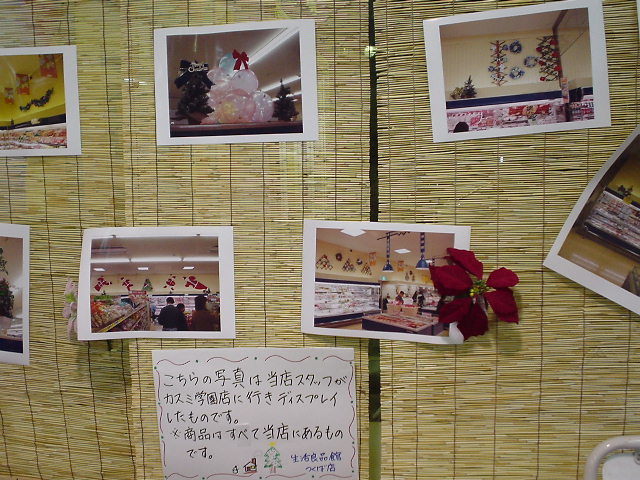 こちらの写真は当店スタッフが
カスミ学園店に行きディスプレイ
したものです。
※商品はすべて当店にあるもの
です。
生活良品館
つくば店